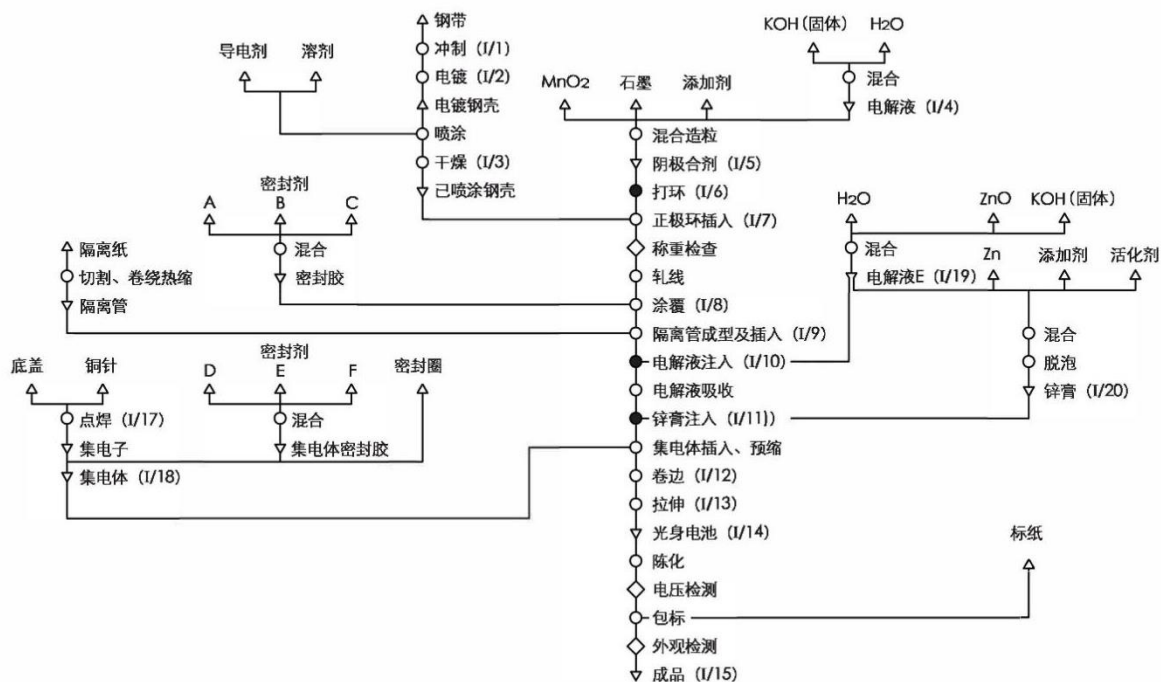 钢带
冲制 (I/1)
电镀 (I/2)
电镀钢壳
喷涂
干燥 (I/3)
已喷涂钢壳
导电剂
溶剂
KOH(固体)
H₂O
混合
电解液 (I/4)
MnO₂
石墨
添加剂
混合造粒
阴极合剂 (I/5)
打环 (I/6)
正极环插入 (I/7)
称重检查
轧线
涂覆 (I/8)
隔离管成型及插入 (I/9)
电解液注入 (I/10)
电解液吸收
锌膏注入 (I/11))
集电体插入、预缩
卷边 (I/12)
拉伸 (I/13)
光身电池 (I/14)
陈化
电压检测
包标
外观检测
成品 (I/15)
密封剂
A
B
C
混合
密封胶
隔离纸
切割、卷绕热缩
隔离管
底盖
铜针
点焊 (I/17)
集电子
集电体 (I/18)
密封剂
D
E
F
混合
集电体密封胶
密封圈
H₂O
ZnO
KOH(固体)
混合
电解液E (I/19)
Zn
添加剂
活化剂
混合
脱泡
锌膏 (I/20)
标纸